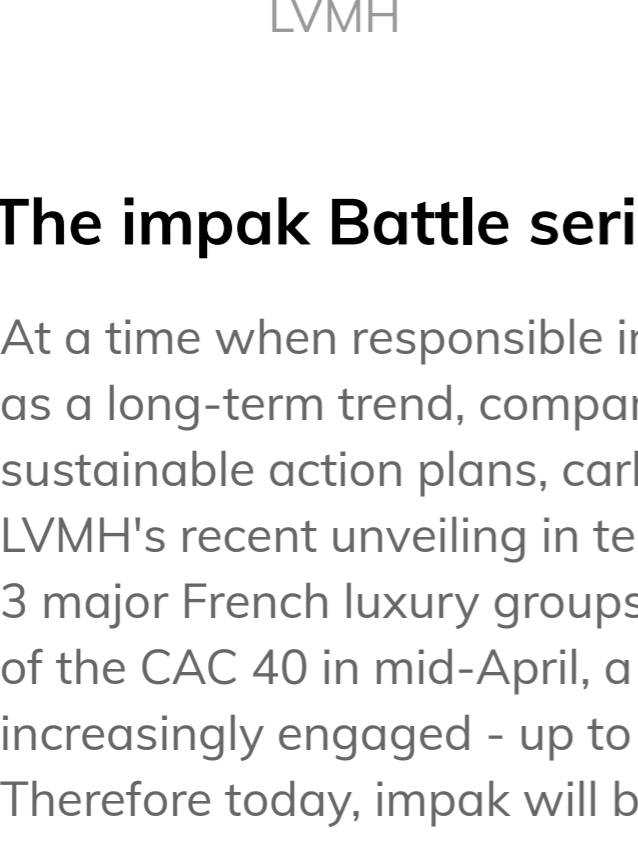 LVMH
The impak Battle seri
At a time when responsible i
as a long-term trend, compar
sustainable action plans, car
LVMH's recent unveiling in te
3 major French luxury groups
of the CAC 40 in mid-April, a
increasingly engaged - up to
Therefore today, impak will b